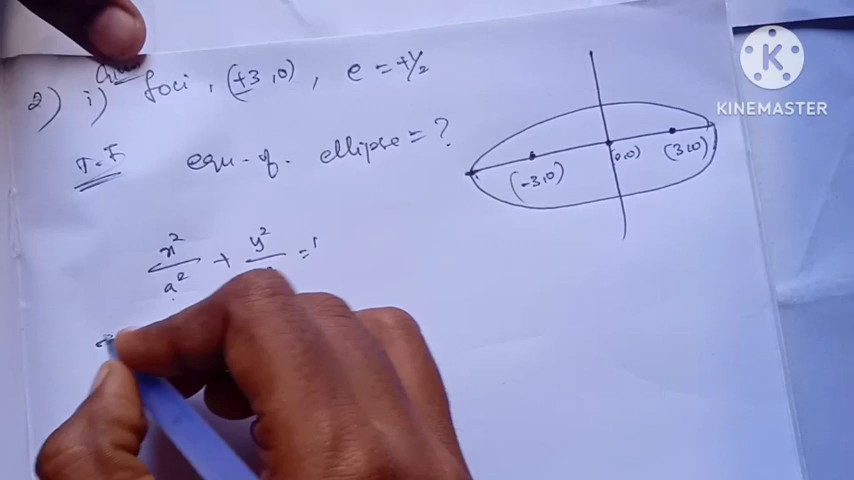 Given
2) i) foci, (±3,0), e = +1/2
T.F equ. of. ellipse = ?
(-3,0) (0,0) (3,0)
x²/a² + y² = 1
K
KINEMASTER